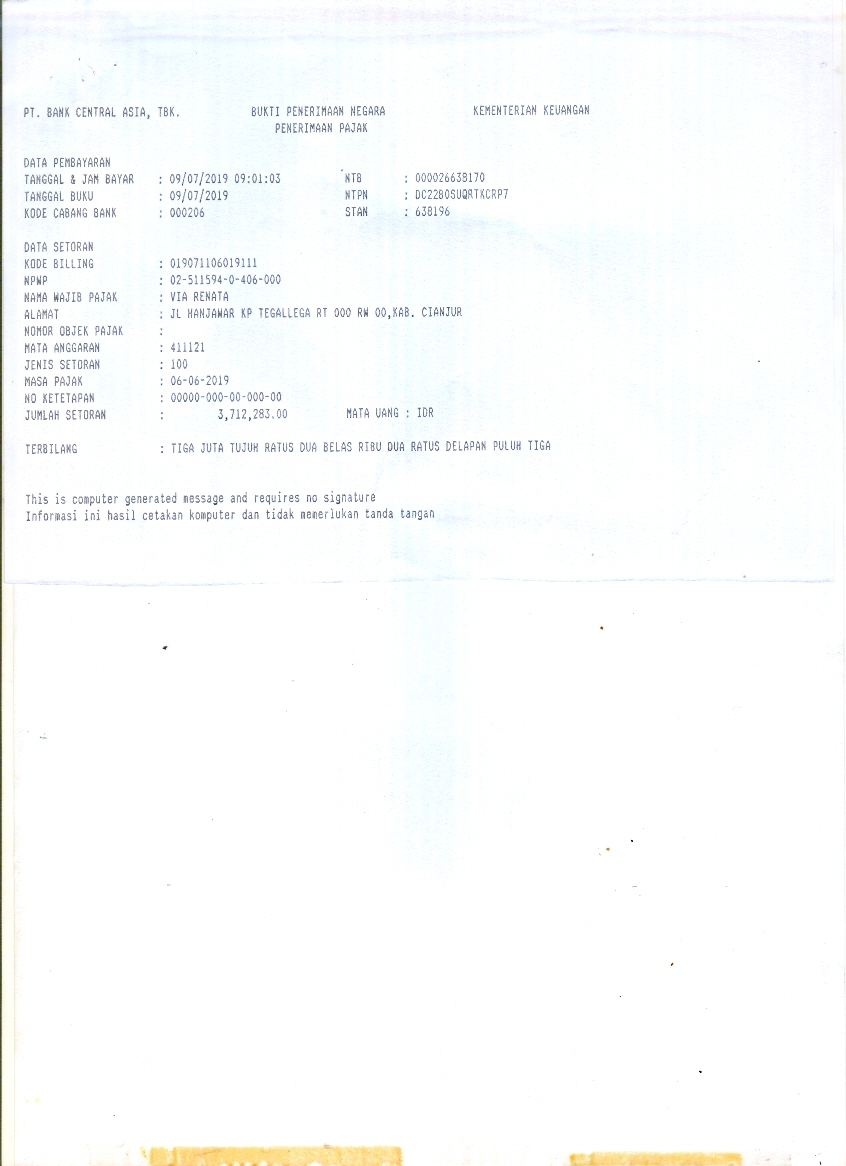 PT. BANK CENTRAL ASIA, TBK. BUKTI PENERIMAAN NEGARA KEMENTERIAN KEUANGAN
PENERIMAAN PAJAK
DATA PEMBAYARAN
TANGGAL & JAM BAYAR : 09/07/2019 09:01:03 NTB : 000026638170
TANGGAL BUKU : 09/07/2019 NTPN : DC22B0SUQRTKCRP7
KODE CABANG BANK : 000206 STAN : 638196
DATA SETORAN
KODE BILLING : 019071106019111
NPWP : 02-511594-0-406-000
NAMA WAJIB PAJAK : VIA RENATA
ALAMAT : JL HANJAWAR KP TEGALLEGA RT 000 RW 00,KAB. CIANJUR
NOMOR OBJEK PAJAK :
MATA ANGGARAN : 411121
JENIS SETORAN : 100
MASA PAJAK : 06-06-2019
NO KETETAPAN : 00000-000-00-000-00
JUMLAH SETORAN : 3,712,283.00 MATA UANG : IDR
TERBILANG : TIGA JUTA TUJUH RATUS DUA BELAS RIBU DUA RATUS DELAPAN PULUH TIGA
This is computer generated message and requires no signature
Informasi ini hasil cetakan komputer dan tidak memerlukan tanda tangan